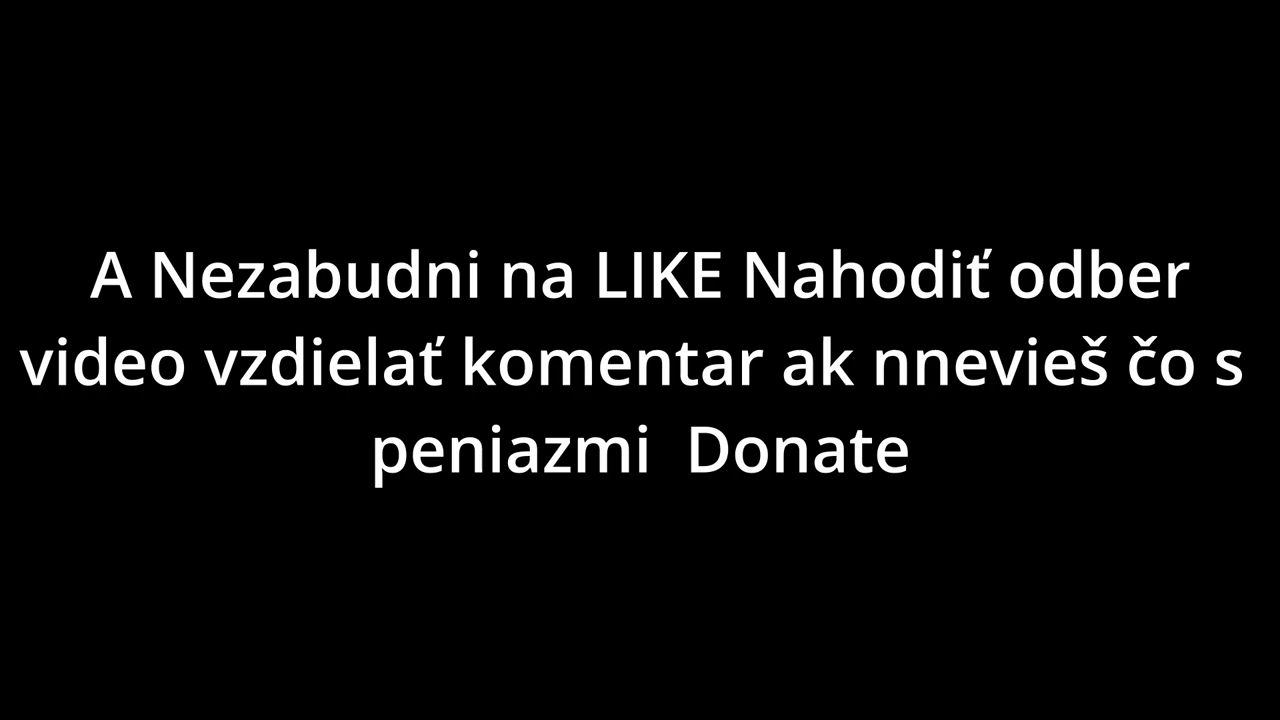 A Nezabudni na LIKE Nahodiť odber
video vzdielať komentar ak nnevieš čo s
peniazmi  Donate